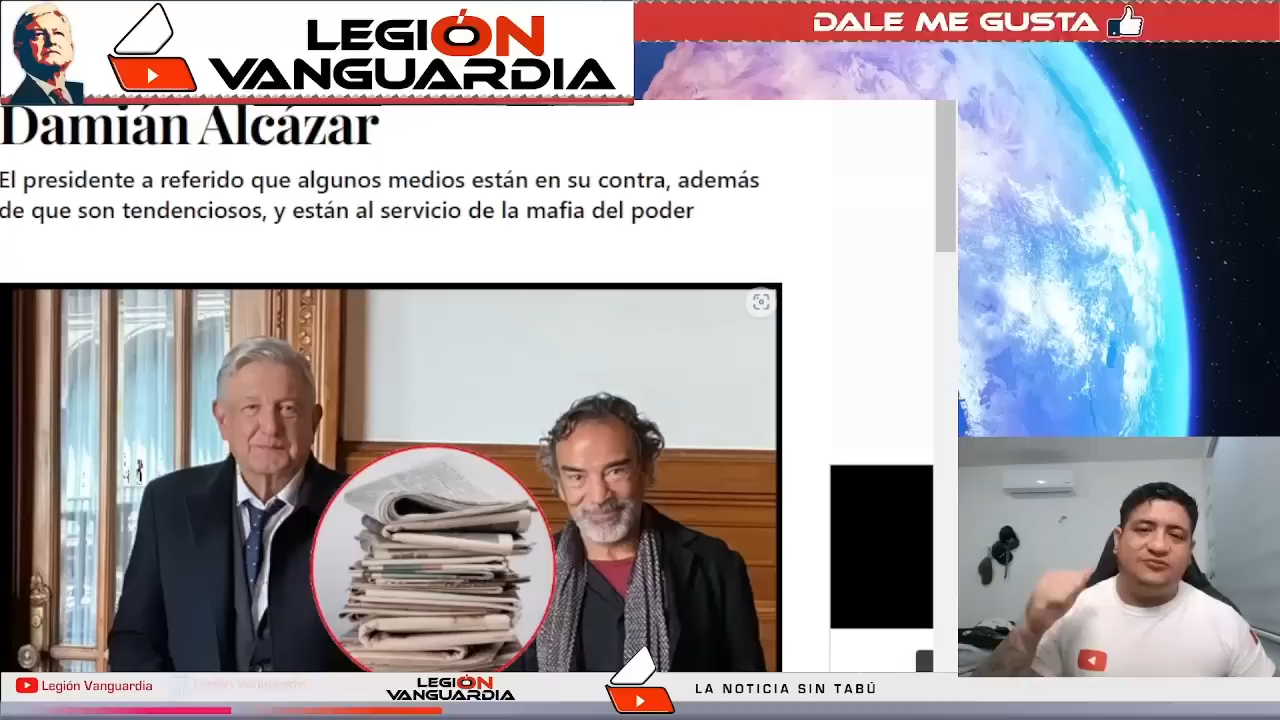 LEGIÓN
VANGUARDIA
DALE ME GUSTA
Damián Alcázar
El presidente a referido que algunos medios están en su contra, además
de que son tendenciosos, y están al servicio de la mafia del poder
Legión Vanguardia
LEGIÓN
VANGUARDIA
LA NOTICIA SIN TABÚ